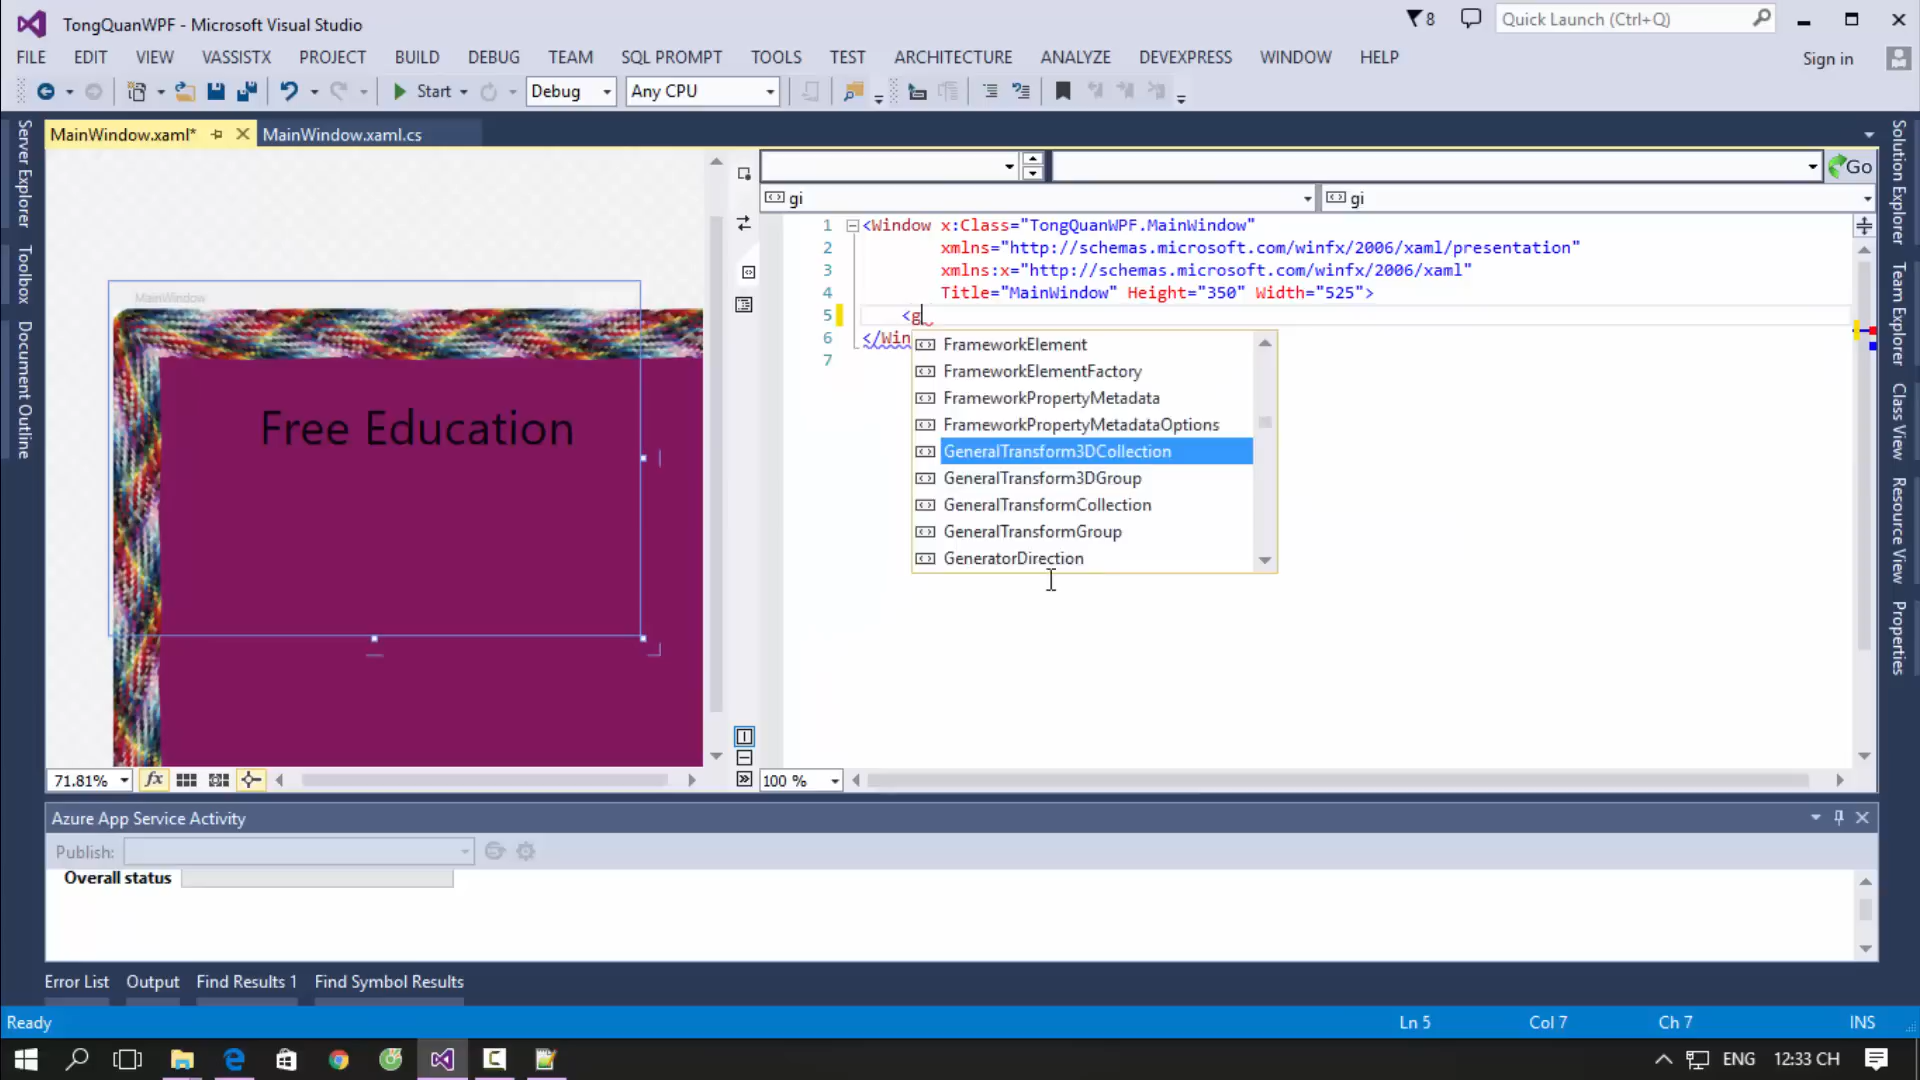 TongQuanWPF - Microsoft Visual Studio
8
Quick Launch (Ctrl+Q)
FILE EDIT VIEW VASSISTX PROJECT BUILD DEBUG TEAM SQL PROMPT TOOLS TEST ARCHITECTURE ANALYZE DEVEXPRESS WINDOW HELP
Sign in
Start Debug Any CPU
MainWindow.xaml* MainWindow.xaml.cs
Server Explorer
Toolbox
Document Outline
MainWindow
Free Education
71.81%
fx
Go
gi gi
1 <Window x:Class="TongQuanWPF.MainWindow"
2 xmlns="http://schemas.microsoft.com/winfx/2006/xaml/presentation"
3 xmlns:x="http://schemas.microsoft.com/winfx/2006/xaml"
4 Title="MainWindow" Height="350" Width="525">
5 <g
6 </Win
7
FrameworkElement
FrameworkElementFactory
FrameworkPropertyMetadata
FrameworkPropertyMetadataOptions
GeneralTransform3DCollection
GeneralTransform3DGroup
GeneralTransformCollection
GeneralTransformGroup
GeneratorDirection
100 %
Solution Explorer
Team Explorer
Class View
Resource View
Properties
Azure App Service Activity
Publish:
Overall status
Error List Output Find Results 1 Find Symbol Results
Ready Ln 5 Col 7 Ch 7 INS
ENG 12:33 CH